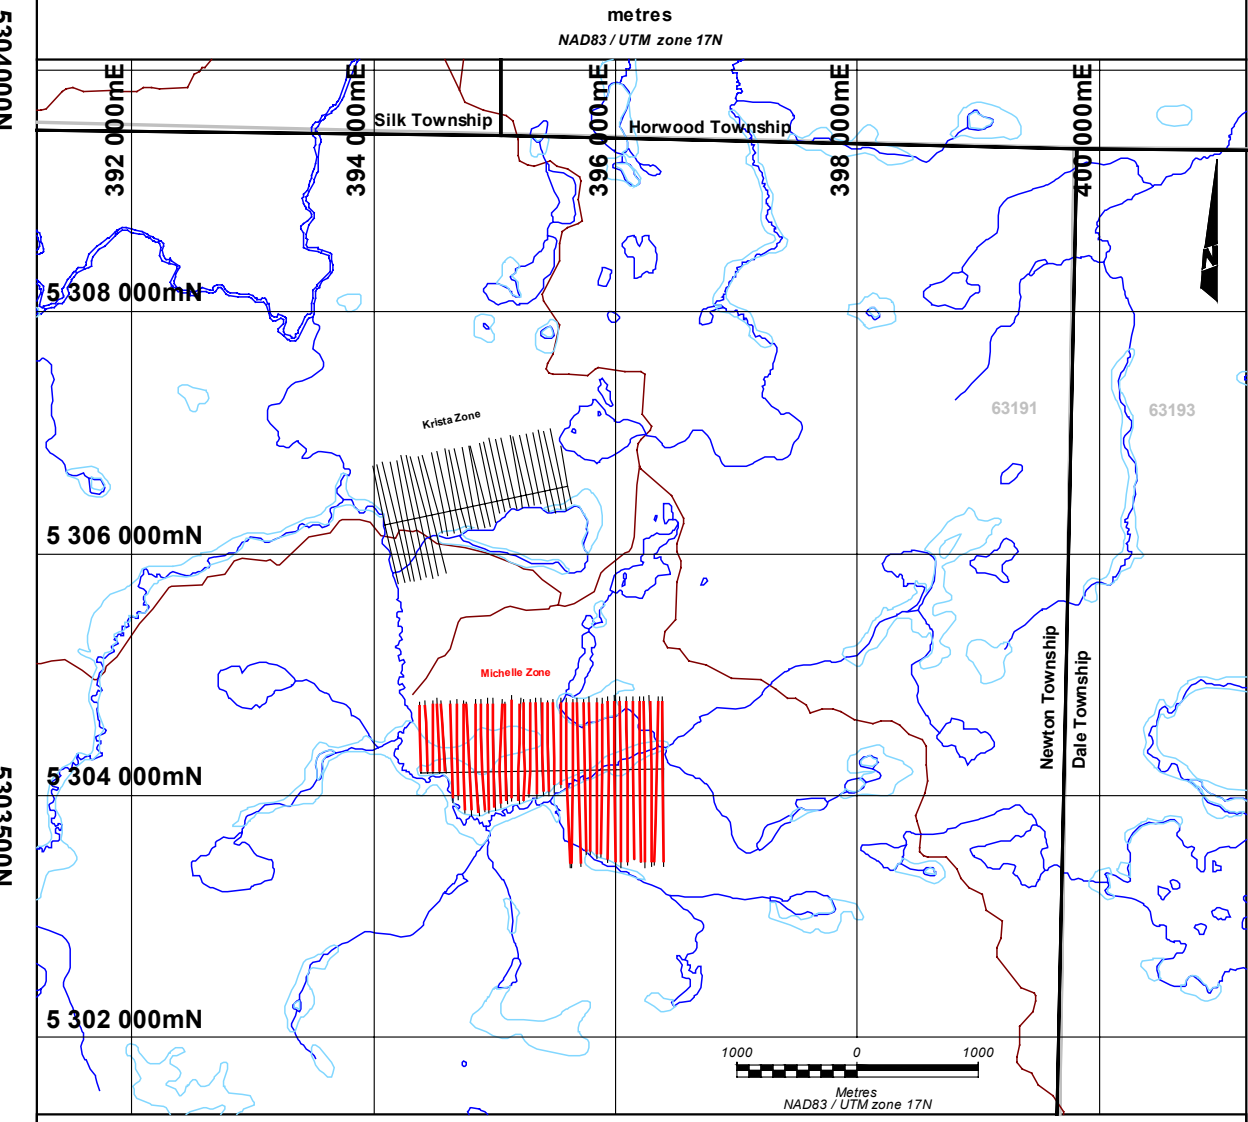 metres
NAD83 / UTM zone 17N
5304000N
392 000mE
394 000mE
396 000mE
398 000mE
400 000mE
Silk Township
Horwood Township
N
5 308 000mN
63191
63193
Krista Zone
5 306 000mN
Michelle Zone
Newton Township
Dale Township
5 304 000mN
5303500N
5 302 000mN
1000 0 1000
Metres
NAD83 / UTM zone 17N